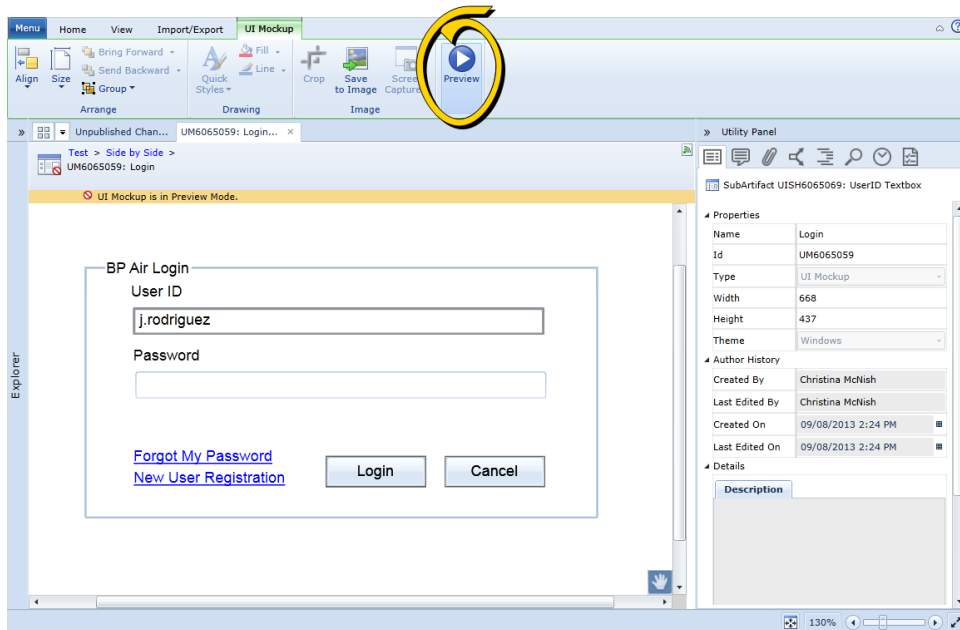 Menu Home View Import/Export UI Mockup
Bring Forward Fill
Send Backward Line
Group
Align Size Quick Styles Crop Save to Image Screen Capture Preview
Arrange Drawing Image
Unpublished Chan... UM6065059: Login... ×
» Utility Panel
Test > Side by Side >
UM6065059: Login
UI Mockup is in Preview Mode.
BP Air Login
User ID
j.rodriguez
Password
Forgot My Password
New User Registration
Login Cancel
Explorer
SubArtifact UISH6065069: UserID Textbox
Properties
Name Login
Id UM6065059
Type UI Mockup
Width 668
Height 437
Theme Windows
Author History
Created By Christina McNish
Last Edited By Christina McNish
Created On 09/08/2013 2:24 PM
Last Edited On 09/08/2013 2:24 PM
Details
Description
130%